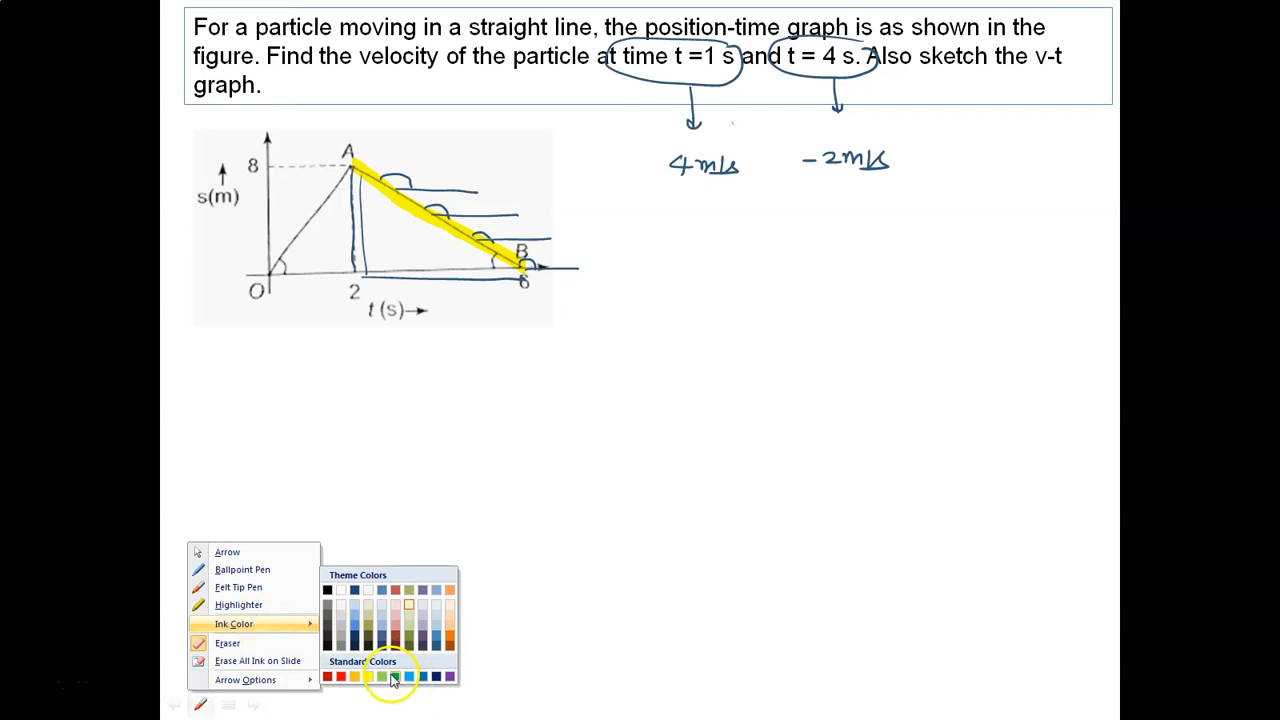 For a particle moving in a straight line, the position-time graph is as shown in the
figure. Find the velocity of the particle at time t =1 s and t = 4 s. Also sketch the v-t
graph.
4m/s
-2m/s
A
8
s(m)
B
O
2
6
t (s)
Arrow
Ballpoint Pen
Felt Tip Pen
Highlighter
Ink Color
Eraser
Erase All Ink on Slide
Arrow Options
Theme Colors
Standard Colors